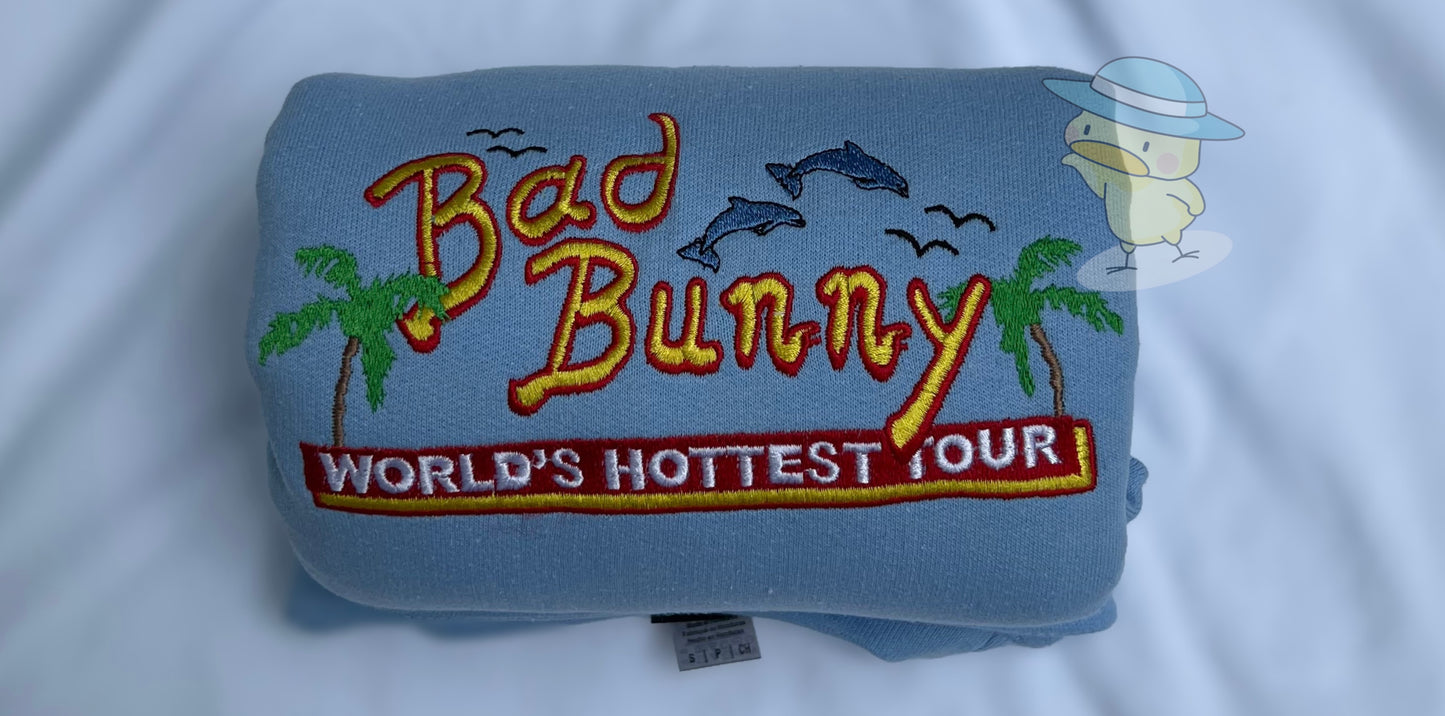 Bad
Bunny
WORLD'S HOTTEST TOUR
S | P | CH